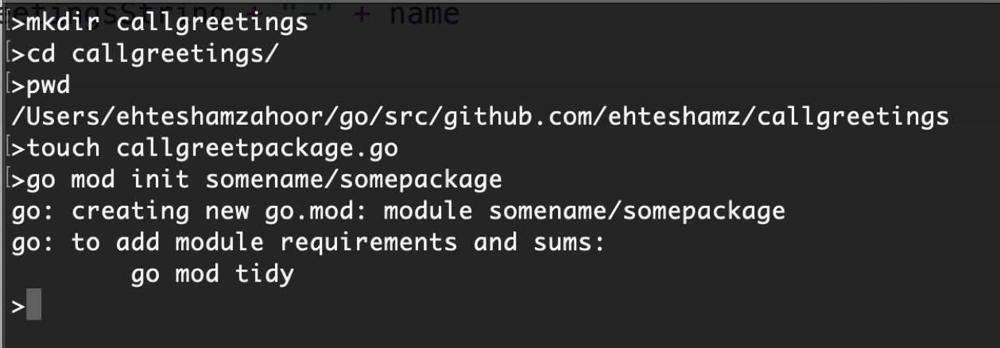 eetingsString + "—" + name
[>mkdir callgreetings
[>cd callgreetings/
[>pwd
/Users/ehteshamzahoor/go/src/github.com/ehteshamz/callgreetings
[>touch callgreetpackage.go
[>go mod init somename/somepackage
go: creating new go.mod: module somename/somepackage
go: to add module requirements and sums:
        go mod tidy
>